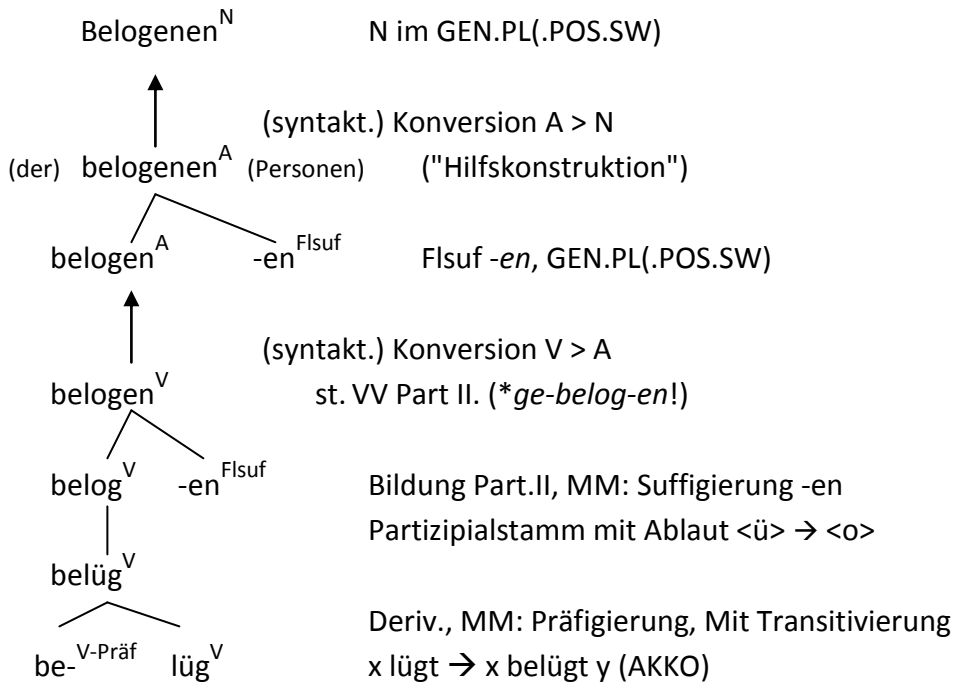 Belogenen^N N im GEN.PL(.POS.SW)
(syntakt.) Konversion A > N
(der) belogenen^A (Personen) ("Hilfskonstruktion")
belogen^A -en^Flsuf Flsuf -en, GEN.PL(.POS.SW)
(syntakt.) Konversion V > A
belogen^V st. VV Part II. (*ge-belog-en!)
belog^V -en^Flsuf Bildung Part.II, MM: Suffigierung -en
Partizipialstamm mit Ablaut <ü> → <o>
belüg^V
Deriv., MM: Präfigierung, Mit Transitivierung
be-^V-Präf lüg^V x lügt → x belügt y (AKKO)